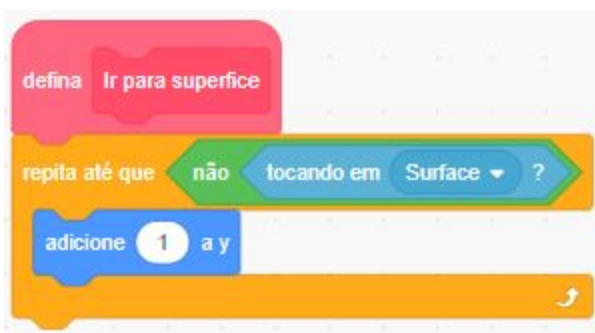 defina Ir para superfice
repita até que não tocando em Surface ?
adicione 1 a y